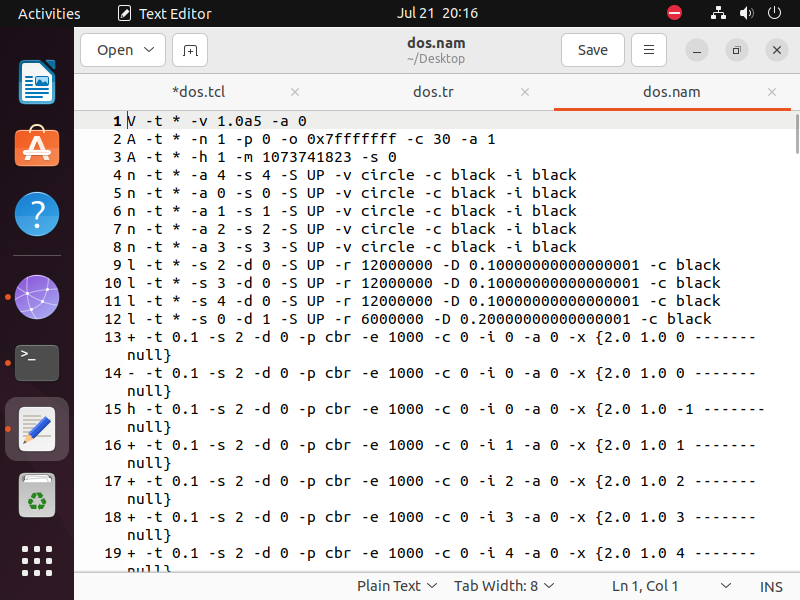 Activities
Text Editor
Jul 21 20:16
Open
dos.nam
~/Desktop
Save
*dos.tcl
dos.tr
dos.nam
1 V -t * -v 1.0a5 -a 0
2 A -t * -n 1 -p 0 -o 0x7fffffff -c 30 -a 1
3 A -t * -h 1 -m 1073741823 -s 0
4 n -t * -a 4 -s 4 -S UP -v circle -c black -i black
5 n -t * -a 0 -s 0 -S UP -v circle -c black -i black
6 n -t * -a 1 -s 1 -S UP -v circle -c black -i black
7 n -t * -a 2 -s 2 -S UP -v circle -c black -i black
8 n -t * -a 3 -s 3 -S UP -v circle -c black -i black
9 l -t * -s 2 -d 0 -S UP -r 12000000 -D 0.10000000000000001 -c black
10 l -t * -s 3 -d 0 -S UP -r 12000000 -D 0.10000000000000001 -c black
11 l -t * -s 4 -d 0 -S UP -r 12000000 -D 0.10000000000000001 -c black
12 l -t * -s 0 -d 1 -S UP -r 6000000 -D 0.20000000000000001 -c black
13 + -t 0.1 -s 2 -d 0 -p cbr -e 1000 -c 0 -i 0 -a 0 -x {2.0 1.0 0 -------
null}
14 - -t 0.1 -s 2 -d 0 -p cbr -e 1000 -c 0 -i 0 -a 0 -x {2.0 1.0 0 -------
null}
15 h -t 0.1 -s 2 -d 0 -p cbr -e 1000 -c 0 -i 0 -a 0 -x {2.0 1.0 -1 -------
null}
16 + -t 0.1 -s 2 -d 0 -p cbr -e 1000 -c 0 -i 1 -a 0 -x {2.0 1.0 1 -------
null}
17 + -t 0.1 -s 2 -d 0 -p cbr -e 1000 -c 0 -i 2 -a 0 -x {2.0 1.0 2 -------
null}
18 + -t 0.1 -s 2 -d 0 -p cbr -e 1000 -c 0 -i 3 -a 0 -x {2.0 1.0 3 -------
null}
19 + -t 0.1 -s 2 -d 0 -p cbr -e 1000 -c 0 -i 4 -a 0 -x {2.0 1.0 4 -------
null}
Plain Text
Tab Width: 8
Ln 1, Col 1
INS